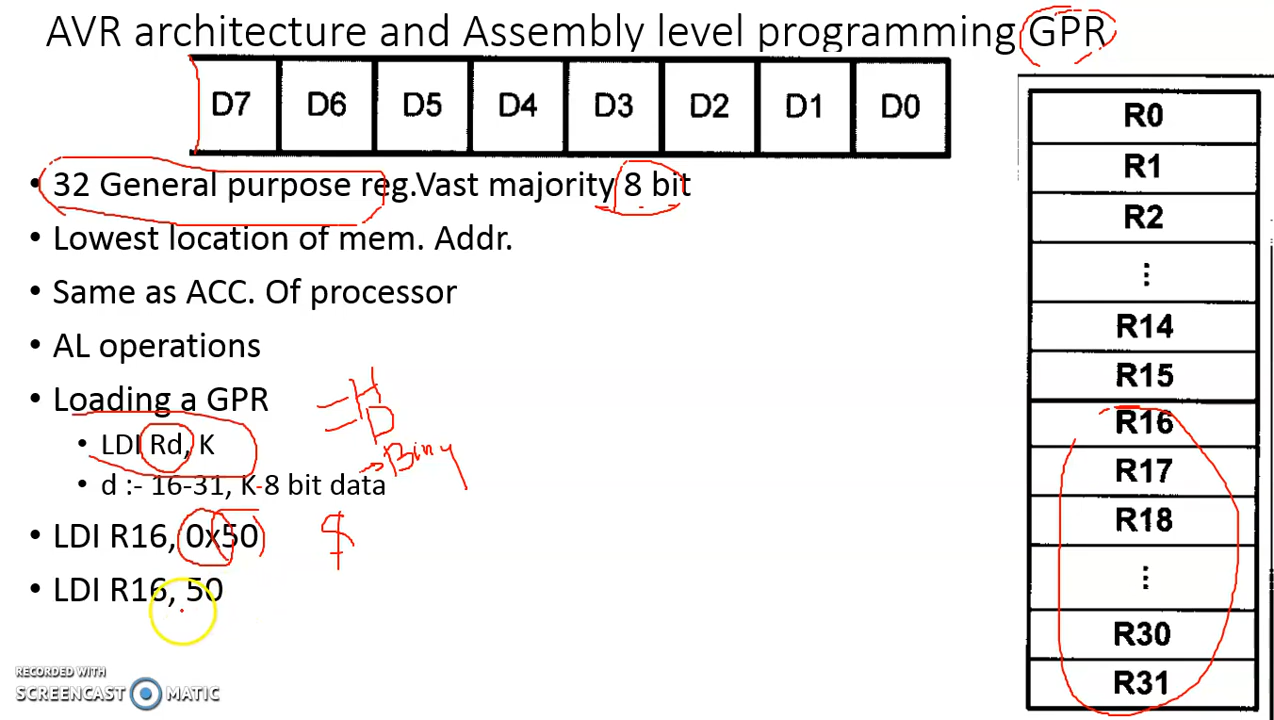 AVR architecture and Assembly level programming GPR
D7 D6 D5 D4 D3 D2 D1 D0
• 32 General purpose reg.Vast majority 8 bit
• Lowest location of mem. Addr.
• Same as ACC. Of processor
• AL operations
• Loading a GPR
• LDI Rd, K
• d :- 16-31, K-8 bit data
• LDI R16, 0x50
• LDI R16, 50
H
D
$
R0
R1
R2
⋮
R14
R15
R16
R17
R18
⋮
R30
R31
RECORDED WITH
SCREENCAST MATIC